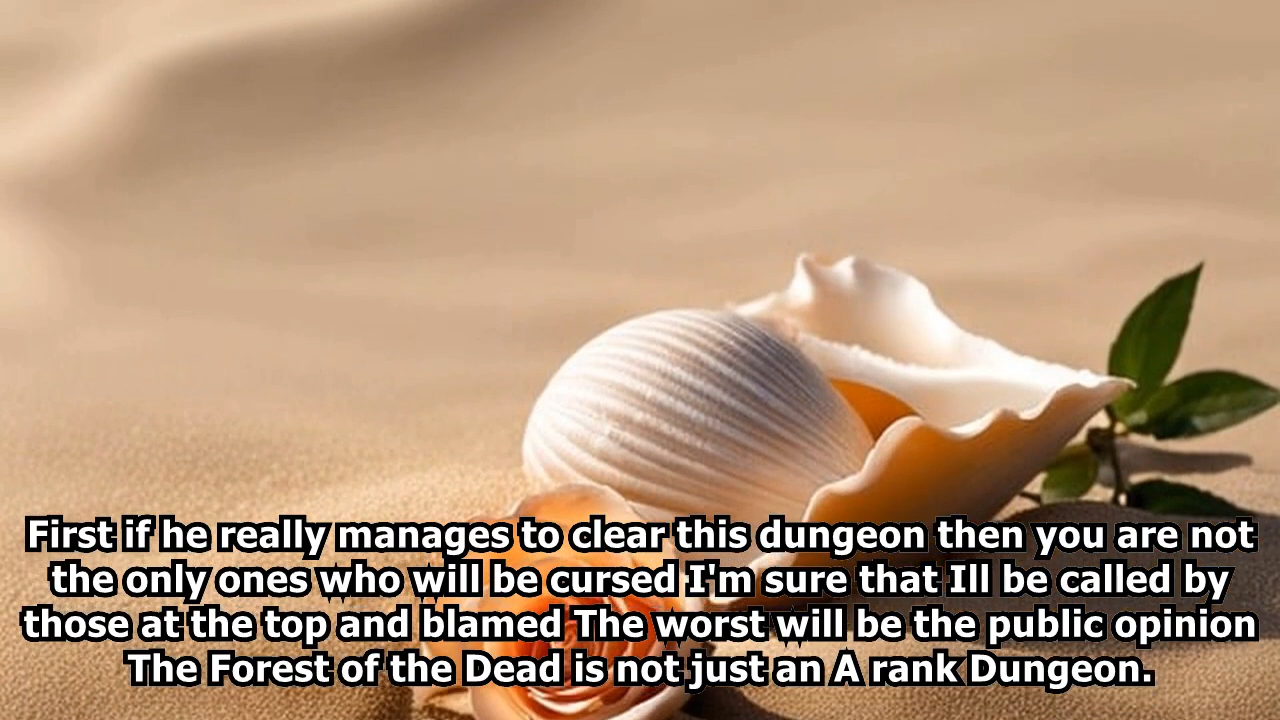 First if he really manages to clear this dungeon then you are not
the only ones who will be cursed I'm sure that Ill be called by
those at the top and blamed The worst will be the public opinion
The Forest of the Dead is not just an A rank Dungeon.